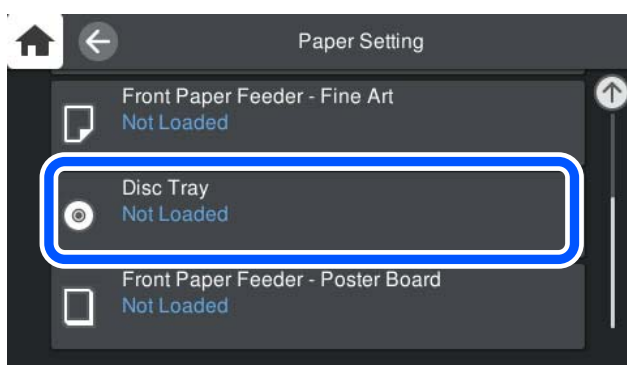 Paper Setting
Front Paper Feeder - Fine Art
Not Loaded
Disc Tray
Not Loaded
Front Paper Feeder - Poster Board
Not Loaded